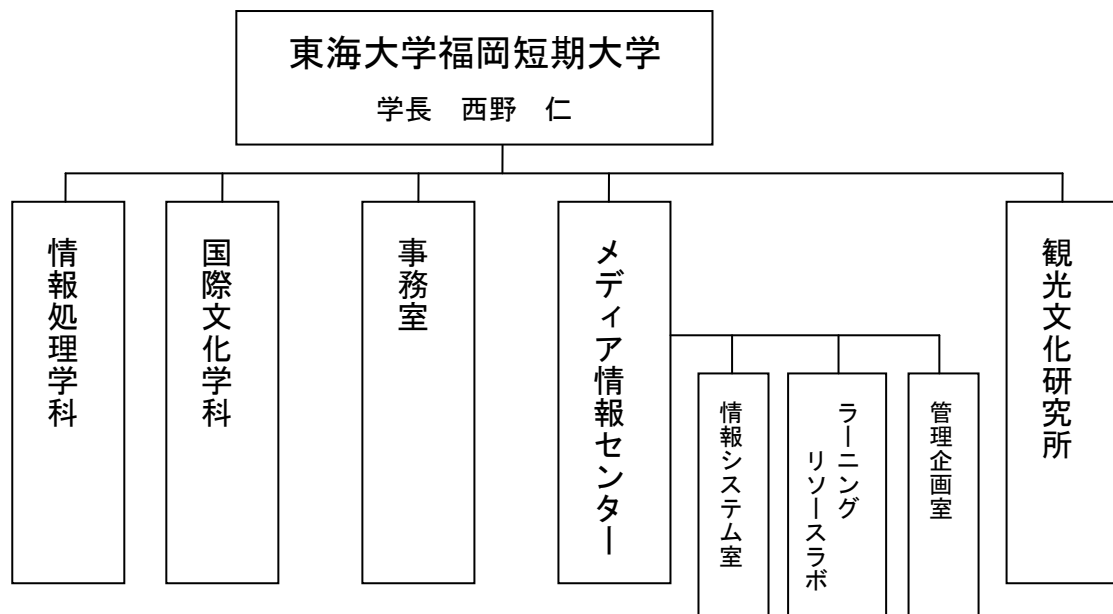 東海大学福岡短期大学
学長　西野　仁
情報処理学科
国際文化学科
事務室
メディア情報センター
情報システム室
ラーニング
リソースラボ
管理企画室
観光文化研究所